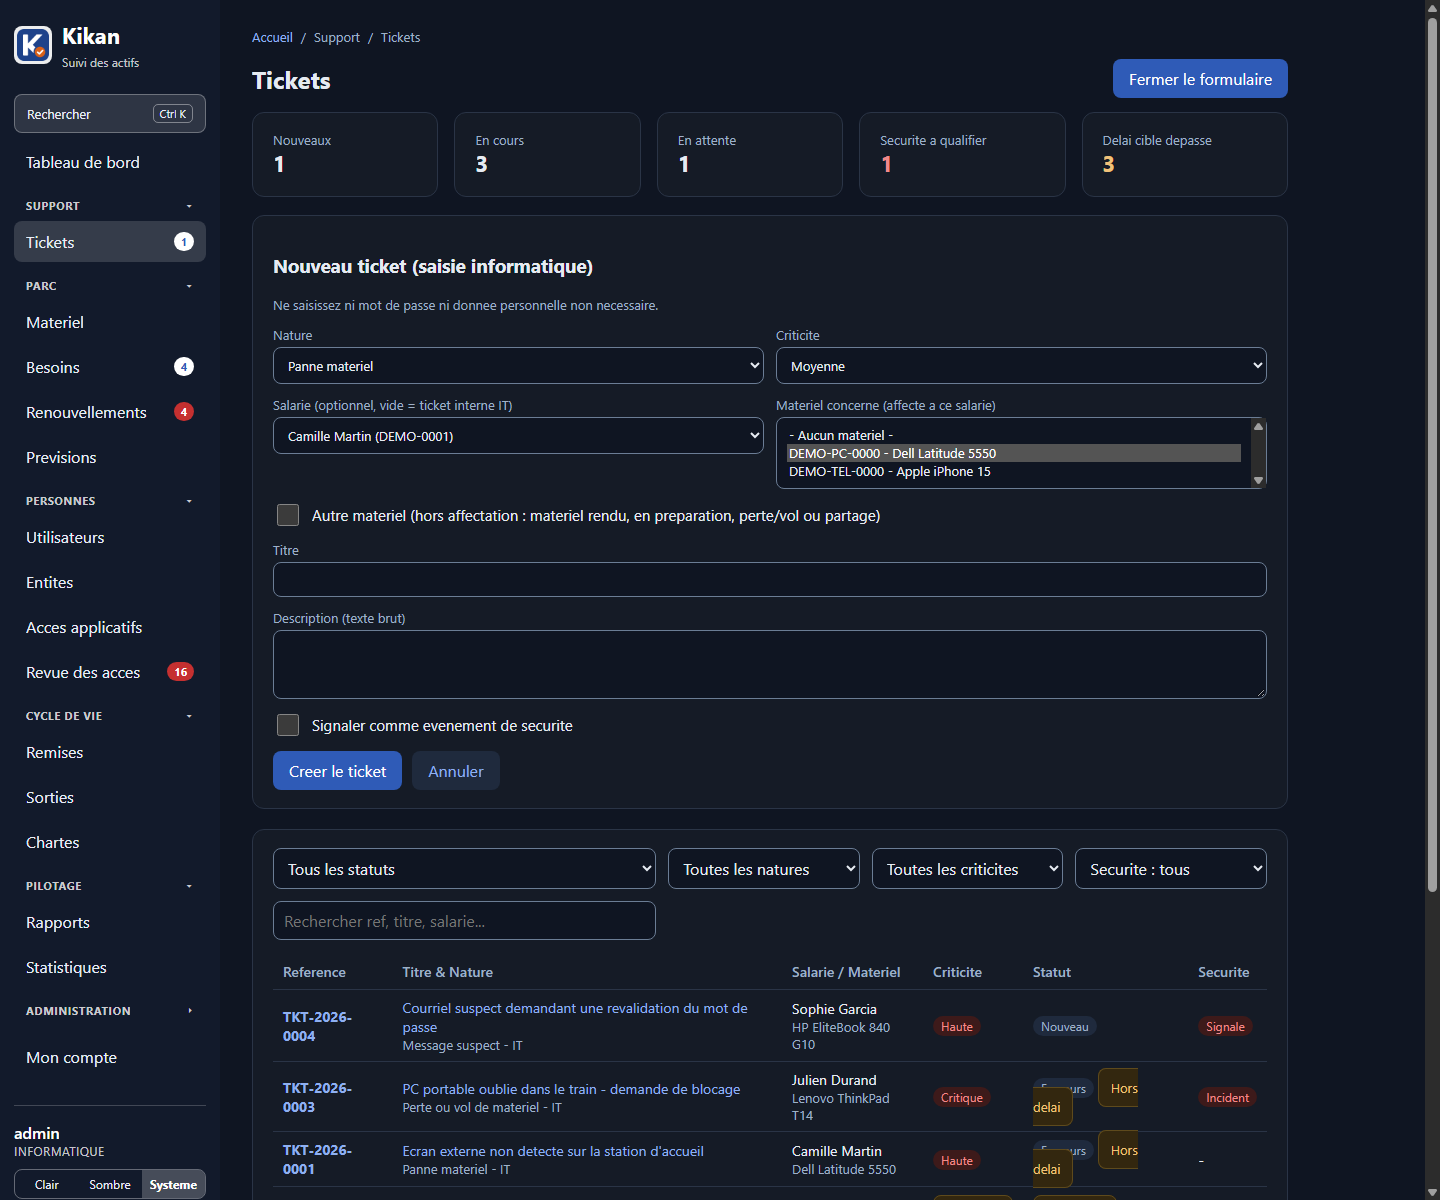 Kikan
Suivi des actifs
Rechercher Ctrl K
Tableau de bord
SUPPORT
Tickets 1
PARC
Materiel
Besoins 4
Renouvellements 4
Previsions
PERSONNES
Utilisateurs
Entites
Acces applicatifs
Revue des acces 16
CYCLE DE VIE
Remises
Sorties
Chartes
PILOTAGE
Rapports
Statistiques
ADMINISTRATION
Mon compte
admin
INFORMATIQUE
Clair Sombre Systeme
Accueil / Support / Tickets
Tickets
Fermer le formulaire
Nouveaux
1
En cours
3
En attente
1
Securite a qualifier
1
Delai cible depasse
3
Nouveau ticket (saisie informatique)
Ne saisissez ni mot de passe ni donnee personnelle non necessaire.
Nature
Panne materiel
Criticite
Moyenne
Salarie (optionnel, vide = ticket interne IT)
Camille Martin (DEMO-0001)
Materiel concerne (affecte a ce salarie)
- Aucun materiel -
DEMO-PC-0000 - Dell Latitude 5550
DEMO-TEL-0000 - Apple iPhone 15
Autre materiel (hors affectation : materiel rendu, en preparation, perte/vol ou partage)
Titre
Description (texte brut)
Signaler comme evenement de securite
Creer le ticket Annuler
Tous les statuts Toutes les natures Toutes les criticites Securite : tous
Rechercher ref, titre, salarie...
Reference Titre & Nature Salarie / Materiel Criticite Statut Securite
TKT-2026-0004
Courriel suspect demandant une revalidation du mot de
passe
Message suspect - IT
Sophie Garcia
HP EliteBook 840
G10
Haute Nouveau Signale
TKT-2026-0003
PC portable oublie dans le train - demande de blocage
Perte ou vol de materiel - IT
Julien Durand
Lenovo ThinkPad
T14
Critique
Hors
delai
Incident
TKT-2026-0001
Ecran externe non detecte sur la station d'accueil
Panne materiel - IT
Camille Martin
Dell Latitude 5550
Haute
Hors
delai
-